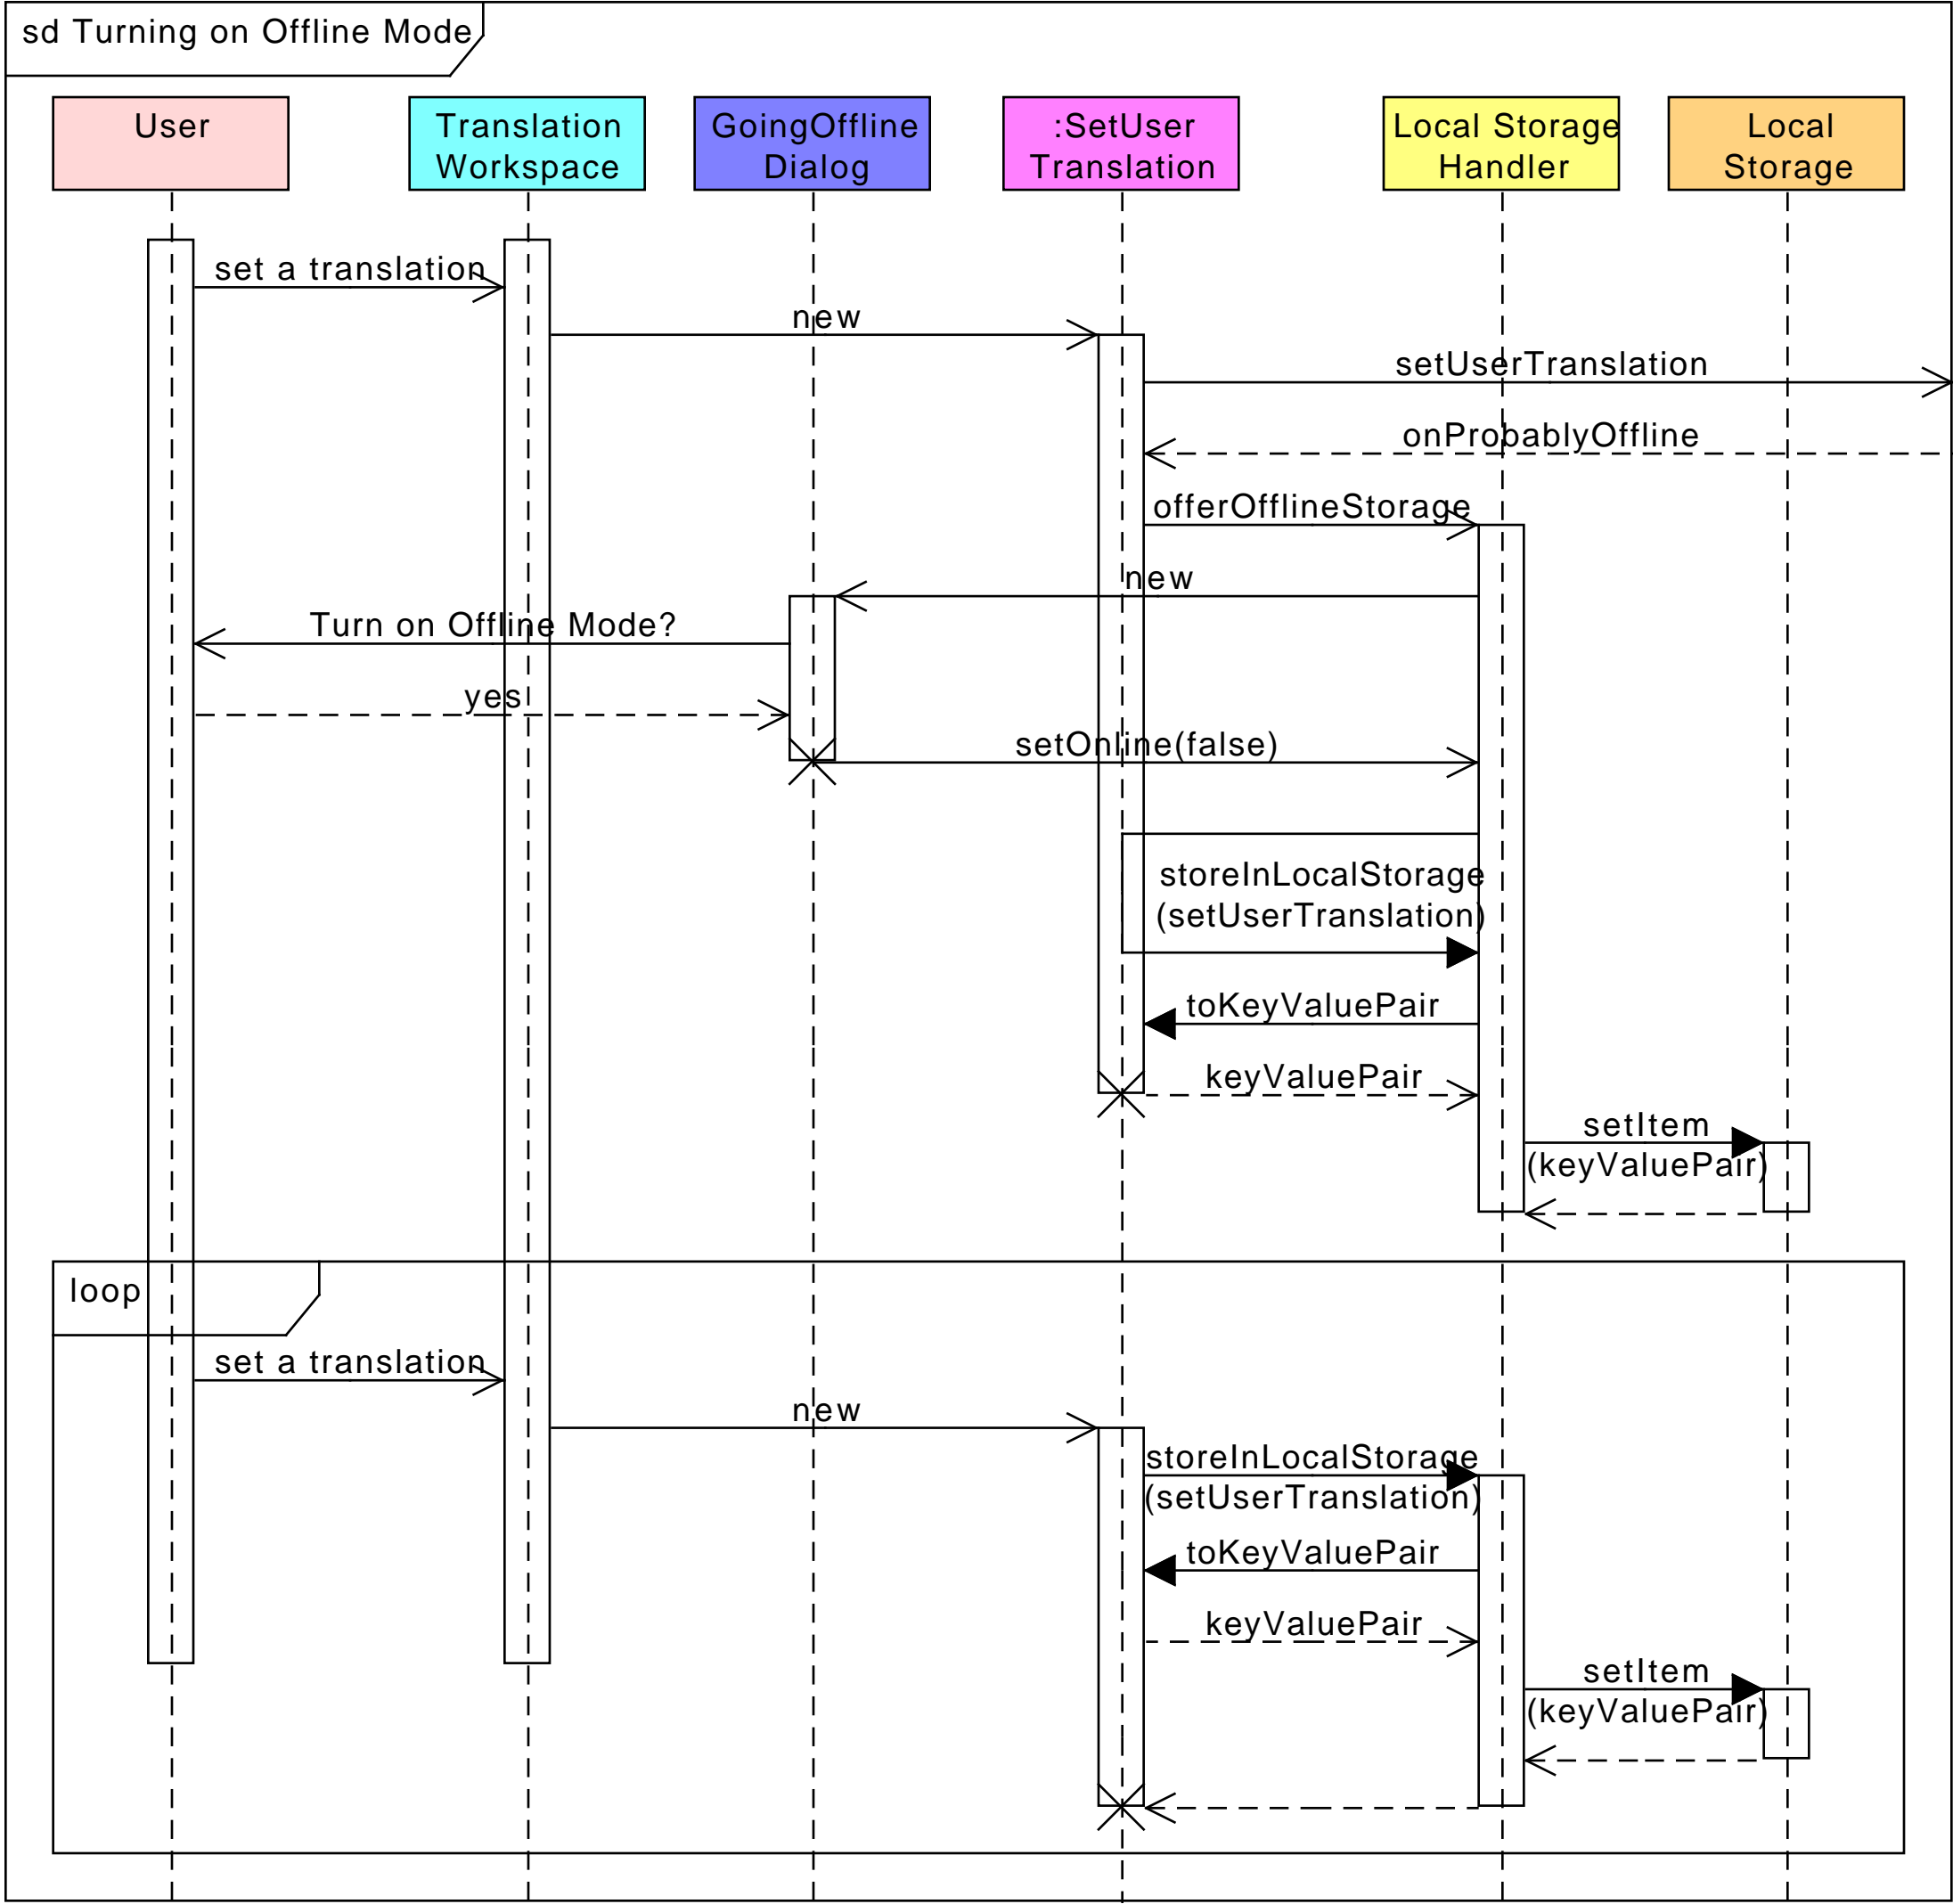 sd Turning on Offline Mode
User
Translation
Workspace
GoingOffline
Dialog
:SetUser
Translation
Local Storage
Handler
Local
Storage
set a translation
new
setUserTranslation
onProbablyOffline
offerOfflineStorage
new
Turn on Offline Mode?
yes
setOnline(false)
storeInLocalStorage
(setUserTranslation)
toKeyValuePair
keyValuePair
setItem
(keyValuePair)
loop
set a translation
new
storeInLocalStorage
(setUserTranslation)
toKeyValuePair
keyValuePair
setItem
(keyValuePair)